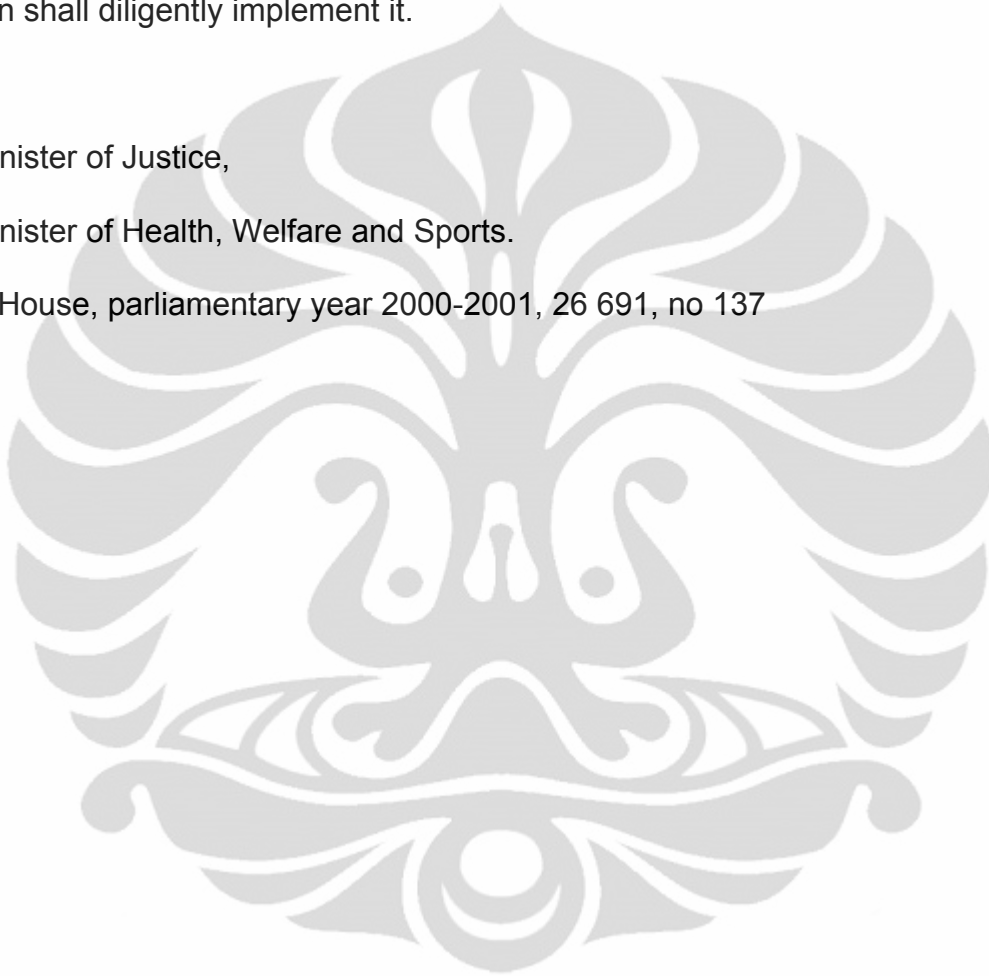 n shall diligently implement it.
nister of Justice,
nister of Health, Welfare and Sports.
House, parliamentary year 2000-2001, 26 691, no 137